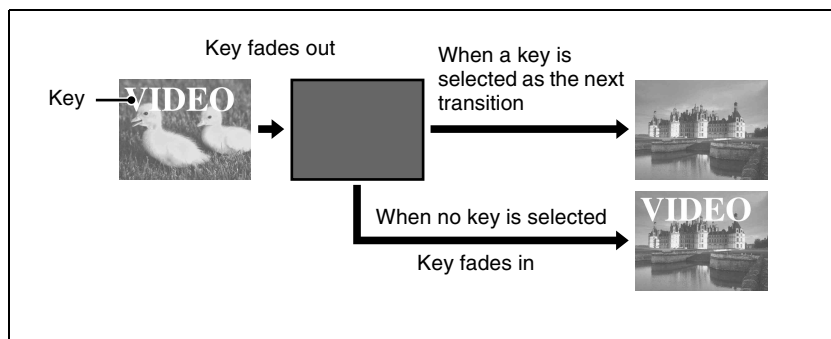 Key fades out
When a key is
selected as the next
transition
Key
VIDEO
When no key is selected
VIDEO
Key fades in